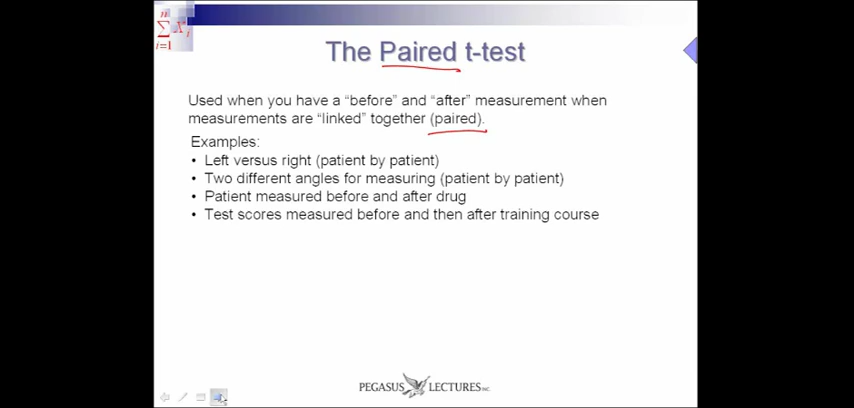 n
∑ Xi
i=1
The Paired t-test
Used when you have a “before” and “after” measurement when
measurements are “linked” together (paired).
Examples:
• Left versus right (patient by patient)
• Two different angles for measuring (patient by patient)
• Patient measured before and after drug
• Test scores measured before and then after training course
PEGASUS LECTURES INC.